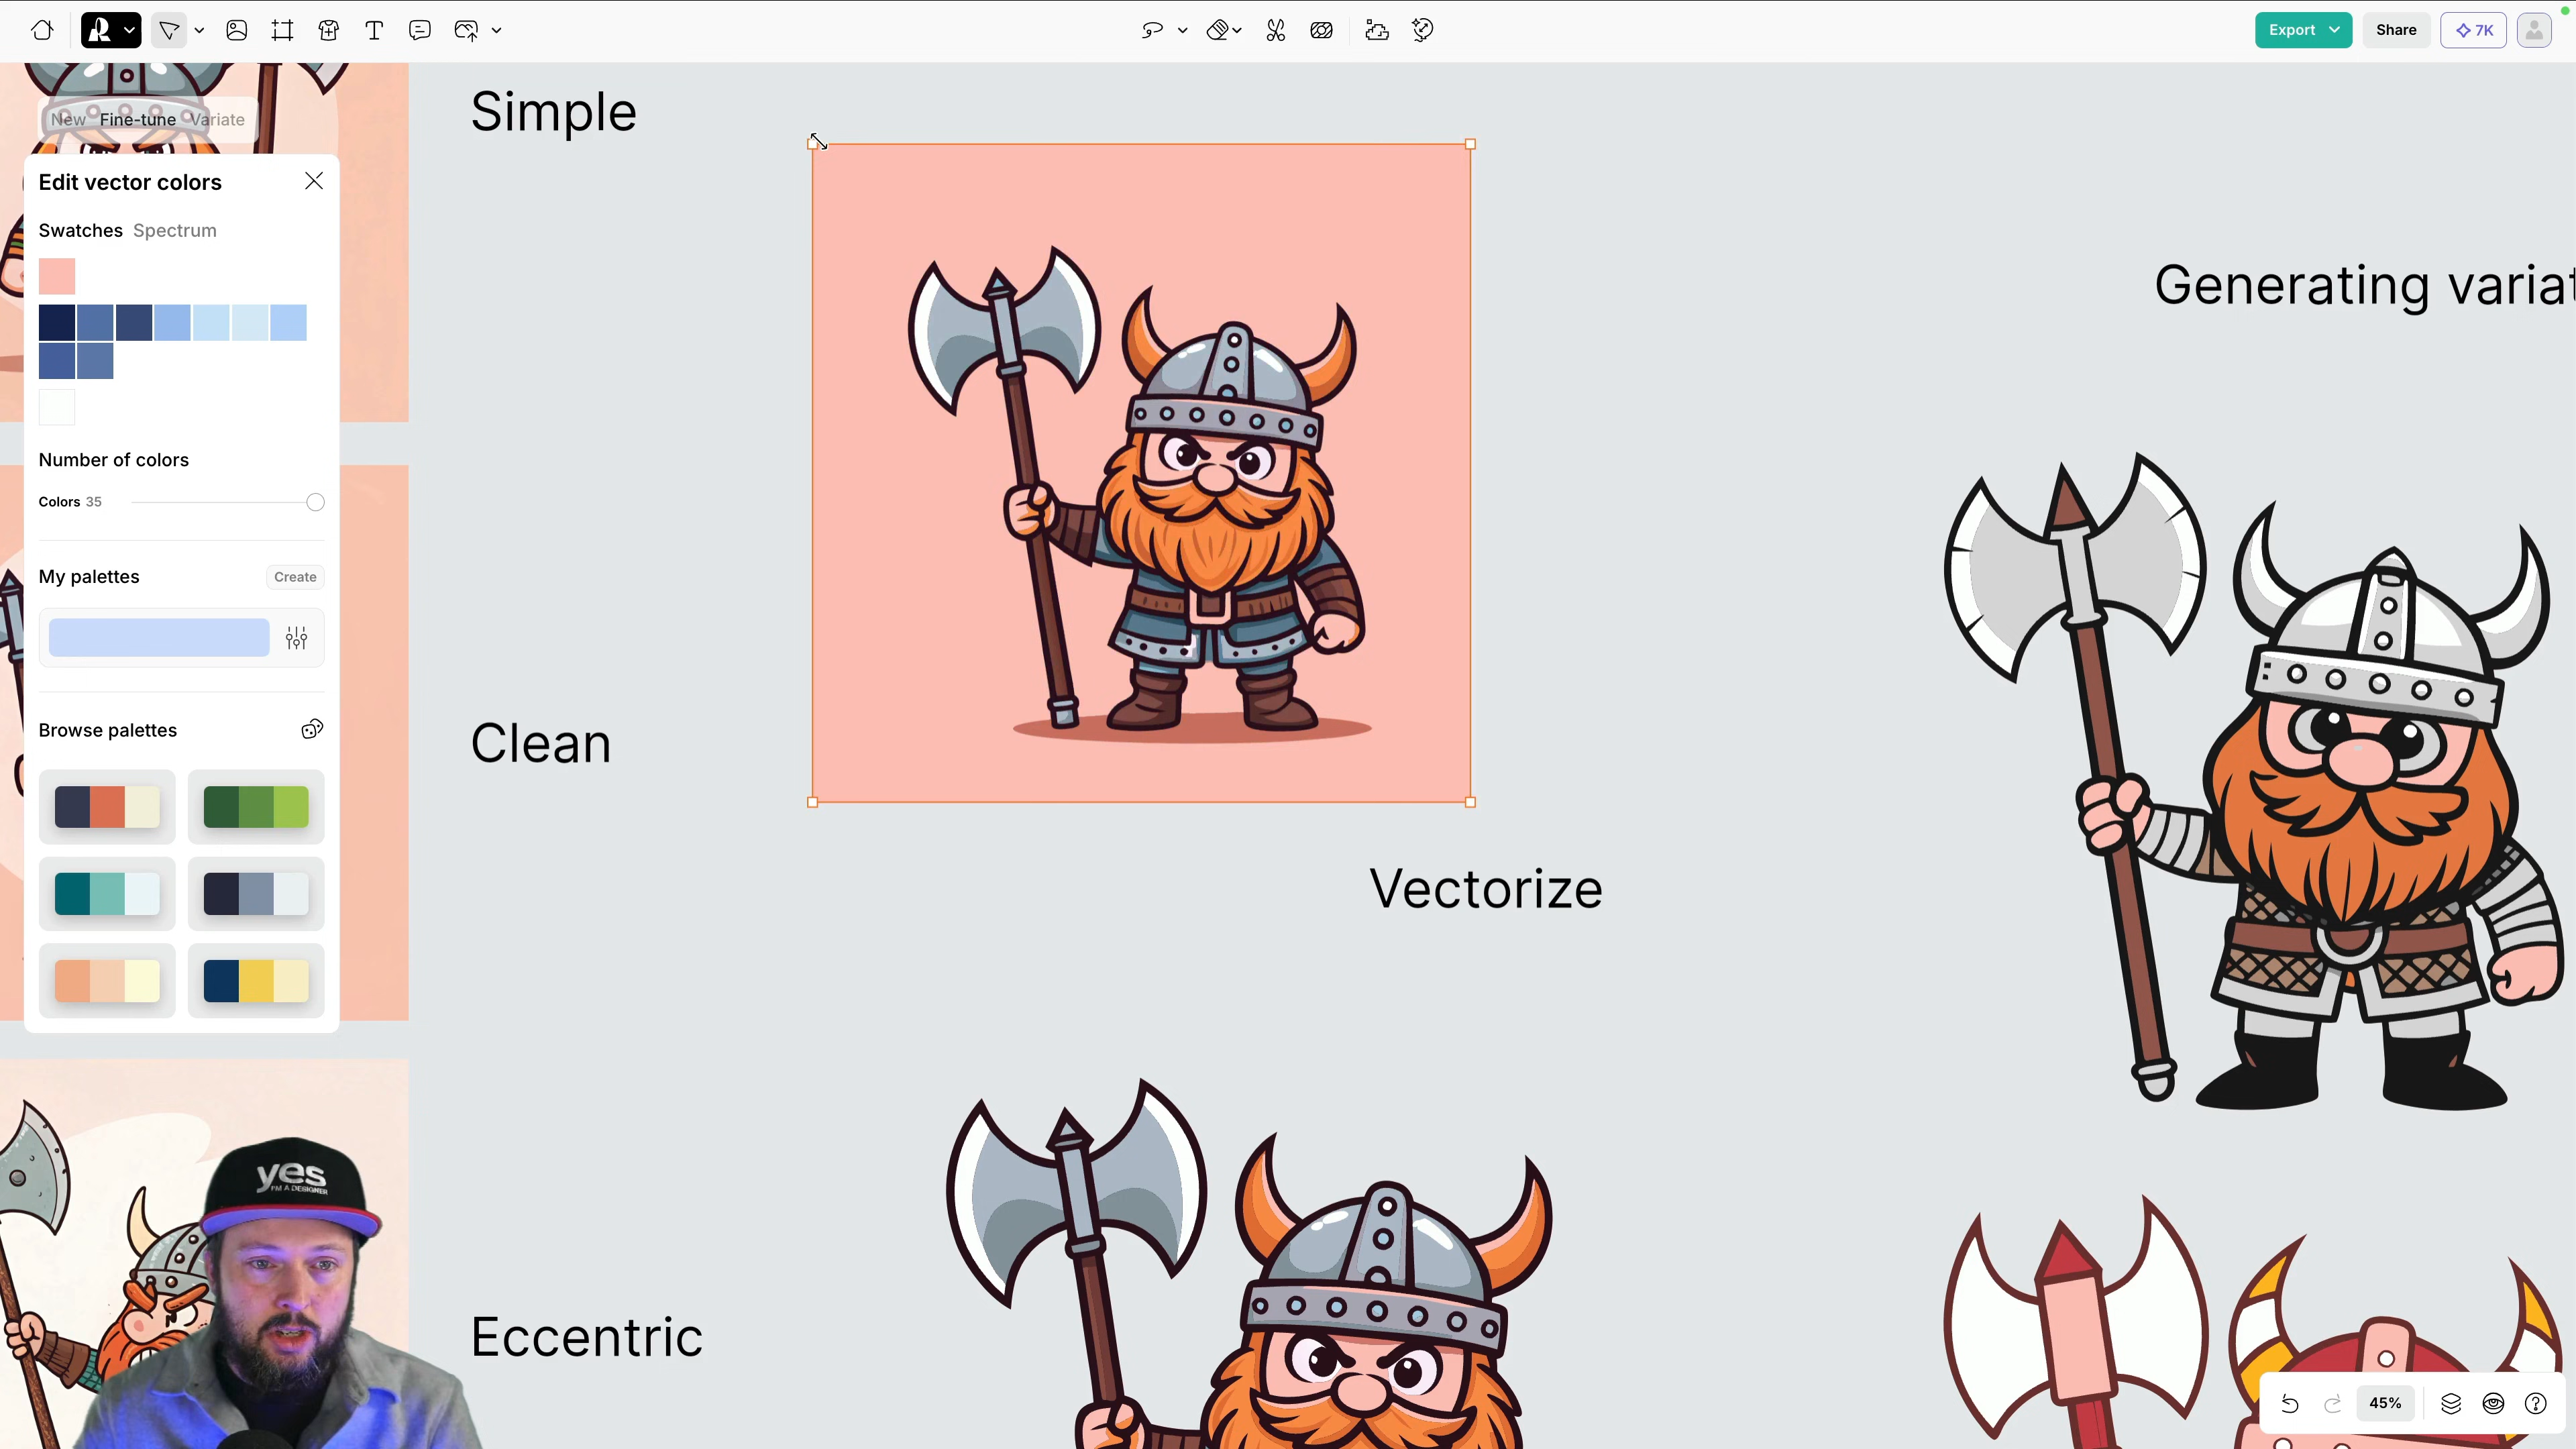 Export
Share
7K
New Fine-tune Variate
Edit vector colors
Swatches Spectrum
Number of colors
Colors 35
My palettes
Create
Browse palettes
Simple
Clean
Eccentric
Vectorize
Generating variat
yes
I'M A DESIGNER
45%